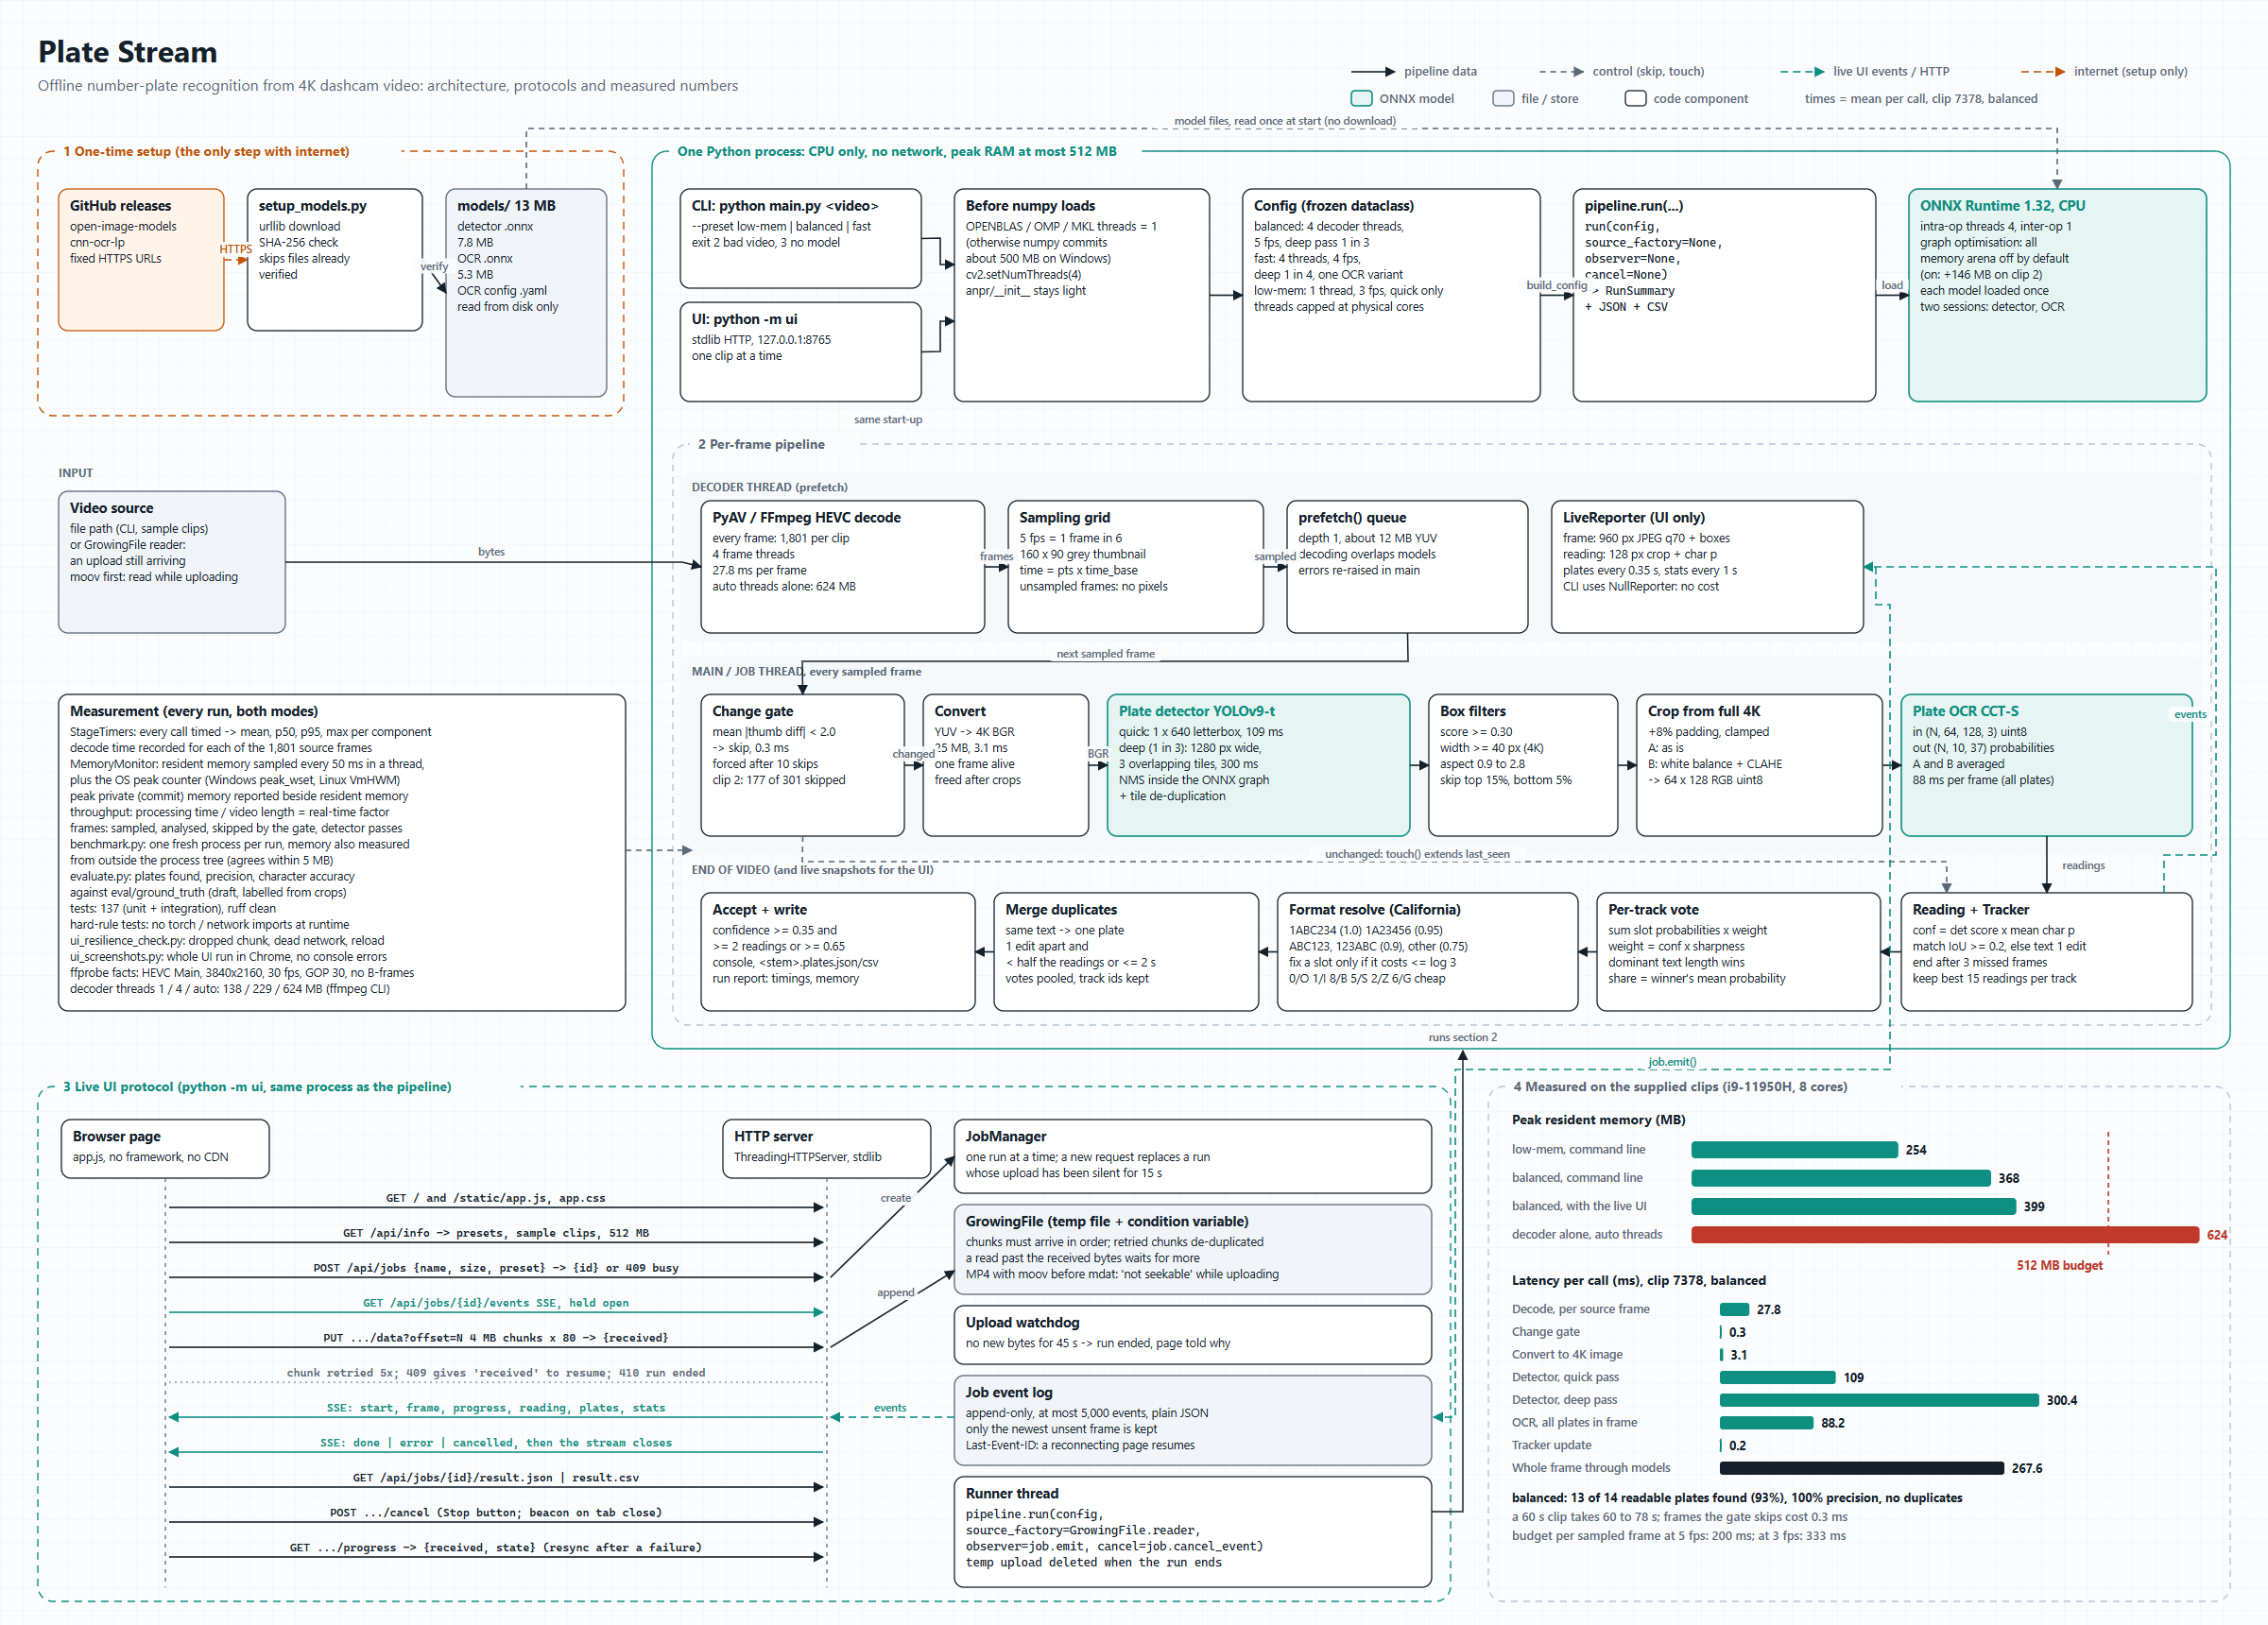 Plate Stream
Offline number-plate recognition from 4K dashcam video: architecture, protocols and measured numbers
pipeline data
control (skip, touch)
live UI events / HTTP
internet (setup only)
ONNX model
file / store
code component
times = mean per call, clip 7378, balanced
model files, read once at start (no download)
1 One-time setup (the only step with internet)
GitHub releases
open-image-models
cnn-ocr-lp
fixed HTTPS URLs
HTTPS
setup_models.py
urllib download
SHA-256 check
skips files already
verified
verify
models/ 13 MB
detector .onnx
7.8 MB
OCR .onnx
5.3 MB
OCR config .yaml
read from disk only
One Python process: CPU only, no network, peak RAM at most 512 MB
CLI: python main.py <video>
--preset low-mem | balanced | fast
exit 2 bad video, 3 no model
UI: python -m ui
stdlib HTTP, 127.0.0.1:8765
one clip at a time
same start-up
Before numpy loads
OPENBLAS / OMP / MKL threads = 1
(otherwise numpy commits
about 500 MB on Windows)
cv2.setNumThreads(4)
anpr/__init__ stays light
Config (frozen dataclass)
balanced: 4 decoder threads,
5 fps, deep pass 1 in 3
fast: 4 threads, 4 fps,
deep 1 in 4, one OCR variant
low-mem: 1 thread, 3 fps, quick only
threads capped at physical cores
build_config
pipeline.run(...)
run(config,
source_factory=None,
observer=None,
cancel=None)
> RunSummary
+ JSON + CSV
load
ONNX Runtime 1.32, CPU
intra-op threads 4, inter-op 1
graph optimisation: all
memory arena off by default
(on: +146 MB on clip 2)
each model loaded once
two sessions: detector, OCR
2 Per-frame pipeline
INPUT
Video source
file path (CLI, sample clips)
or GrowingFile reader:
an upload still arriving
moov first: read while uploading
bytes
DECODER THREAD (prefetch)
PyAV / FFmpeg HEVC decode
every frame: 1,801 per clip
4 frame threads
27.8 ms per frame
auto threads alone: 624 MB
frames
Sampling grid
5 fps = 1 frame in 6
160 x 90 grey thumbnail
time = pts x time_base
unsampled frames: no pixels
sampled
prefetch() queue
depth 1, about 12 MB YUV
decoding overlaps models
errors re-raised in main
LiveReporter (UI only)
frame: 960 px JPEG q70 + boxes
reading: 128 px crop + char p
plates every 0.35 s, stats every 1 s
CLI uses NullReporter: no cost
next sampled frame
MAIN / JOB THREAD, every sampled frame
Change gate
mean |thumb diff| < 2.0
-> skip, 0.3 ms
forced after 10 skips
clip 2: 177 of 301 skipped
changed
Convert
YUV -> 4K BGR
25 MB, 3.1 ms
one frame alive
freed after crops
BGR
Plate detector YOLOv9-t
quick: 1 x 640 letterbox, 109 ms
deep (1 in 3): 1280 px wide,
3 overlapping tiles, 300 ms
NMS inside the ONNX graph
+ tile de-duplication
Box filters
score >= 0.30
width >= 40 px (4K)
aspect 0.9 to 2.8
skip top 15%, bottom 5%
Crop from full 4K
+8% padding, clamped
A: as is
B: white balance + CLAHE
-> 64 x 128 RGB uint8
Plate OCR CCT-S
in (N, 64, 128, 3) uint8
out (N, 10, 37) probabilities
A and B averaged
88 ms per frame (all plates)
events
unchanged: touch() extends last_seen
readings
Measurement (every run, both modes)
StageTimers: every call timed -> mean, p50, p95, max per component
decode time recorded for each of the 1,801 source frames
MemoryMonitor: resident memory sampled every 50 ms in a thread,
plus the OS peak counter (Windows peak_wset, Linux VmHWM)
peak private (commit) memory reported beside resident memory
throughput: processing time / video length = real-time factor
frames: sampled, analysed, skipped by the gate, detector passes
benchmark.py: one fresh process per run, memory also measured
from outside the process tree (agrees within 5 MB)
evaluate.py: plates found, precision, character accuracy
against eval/ground_truth (draft, labelled from crops)
tests: 137 (unit + integration), ruff clean
hard-rule tests: no torch / network imports at runtime
ui_resilience_check.py: dropped chunk, dead network, reload
ui_screenshots.py: whole UI run in Chrome, no console errors
ffprobe facts: HEVC Main, 3840x2160, 30 fps, GOP 30, no B-frames
decoder threads 1 / 4 / auto: 138 / 229 / 624 MB (ffmpeg CLI)
END OF VIDEO (and live snapshots for the UI)
Accept + write
confidence >= 0.35 and
>= 2 readings or >= 0.65
console, <stem>.plates.json/csv
run report: timings, memory
Merge duplicates
same text -> one plate
1 edit apart and
< half the readings or <= 2 s
votes pooled, track ids kept
Format resolve (California)
1ABC234 (1.0) 1A23456 (0.95)
ABC123, 123ABC (0.9), other (0.75)
fix a slot only if it costs <= log 3
0/O 1/I 8/B 5/S 2/Z 6/G cheap
Per-track vote
sum slot probabilities x weight
weight = conf x sharpness
dominant text length wins
share = winner's mean probability
Reading + Tracker
conf = det score x mean char p
match IoU >= 0.2, else text 1 edit
end after 3 missed frames
keep best 15 readings per track
runs section 2
job.emit()
3 Live UI protocol (python -m ui, same process as the pipeline)
Browser page
app.js, no framework, no CDN
HTTP server
ThreadingHTTPServer, stdlib
GET / and /static/app.js, app.css
GET /api/info -> presets, sample clips, 512 MB
POST /api/jobs {name, size, preset} -> {id} or 409 busy
GET /api/jobs/{id}/events SSE, held open
PUT .../data?offset=N 4 MB chunks x 80 -> {received}
chunk retried 5x; 409 gives 'received' to resume; 410 run ended
SSE: start, frame, progress, reading, plates, stats
SSE: done | error | cancelled, then the stream closes
GET /api/jobs/{id}/result.json | result.csv
POST .../cancel (Stop button; beacon on tab close)
GET .../progress -> {received, state} (resync after a failure)
create
append
events
JobManager
one run at a time; a new request replaces a run
whose upload has been silent for 15 s
GrowingFile (temp file + condition variable)
chunks must arrive in order; retried chunks de-duplicated
a read past the received bytes waits for more
MP4 with moov before mdat: 'not seekable' while uploading
Upload watchdog
no new bytes for 45 s -> run ended, page told why
Job event log
append-only, at most 5,000 events, plain JSON
only the newest unsent frame is kept
Last-Event-ID: a reconnecting page resumes
Runner thread
pipeline.run(config,
source_factory=GrowingFile.reader,
observer=job.emit, cancel=job.cancel_event)
temp upload deleted when the run ends
4 Measured on the supplied clips (i9-11950H, 8 cores)
Peak resident memory (MB)
low-mem, command line 254
balanced, command line 368
balanced, with the live UI 399
decoder alone, auto threads 624
512 MB budget
Latency per call (ms), clip 7378, balanced
Decode, per source frame 27.8
Change gate 0.3
Convert to 4K image 3.1
Detector, quick pass 109
Detector, deep pass 300.4
OCR, all plates in frame 88.2
Tracker update 0.2
Whole frame through models 267.6
balanced: 13 of 14 readable plates found (93%), 100% precision, no duplicates
a 60 s clip takes 60 to 78 s; frames the gate skips cost 0.3 ms
budget per sampled frame at 5 fps: 200 ms; at 3 fps: 333 ms